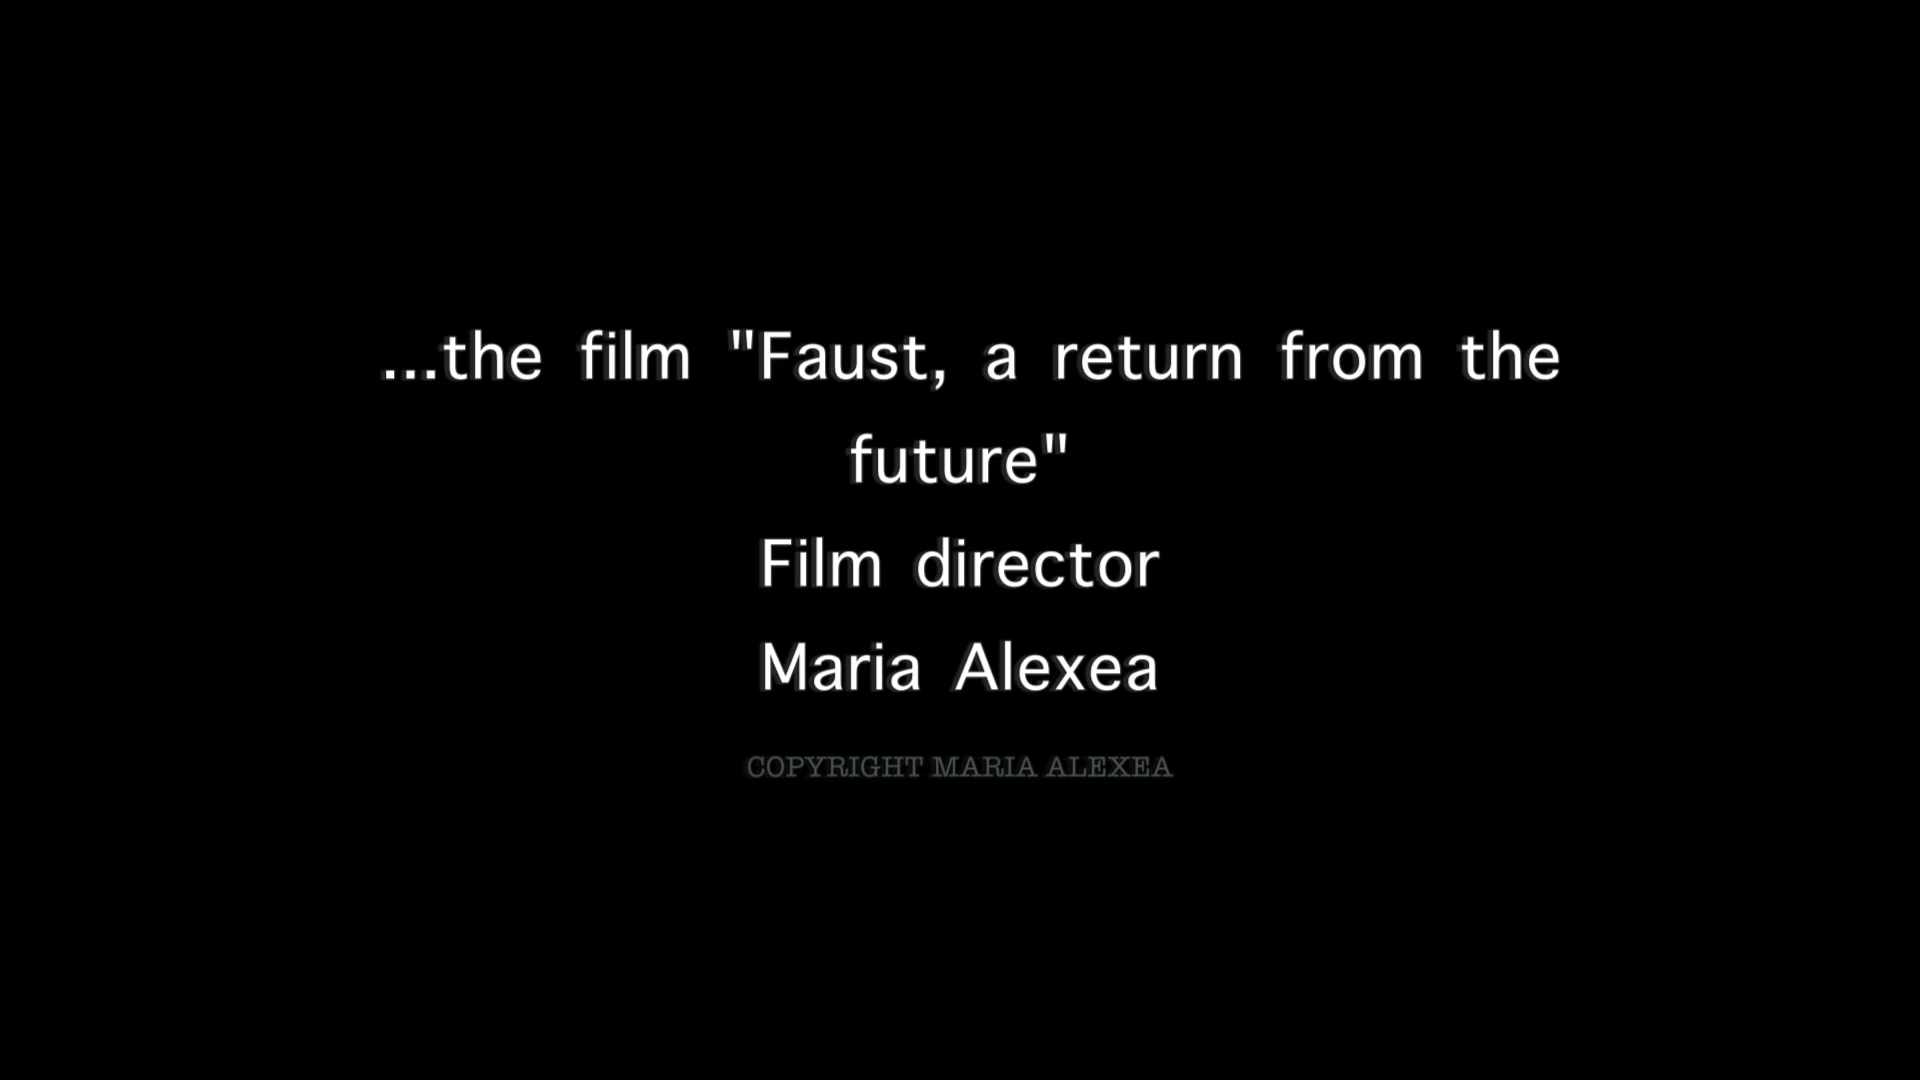 ...the film "Faust, a return from the
future"
Film director
Maria Alexea
COPYRIGHT MARIA ALEXEA